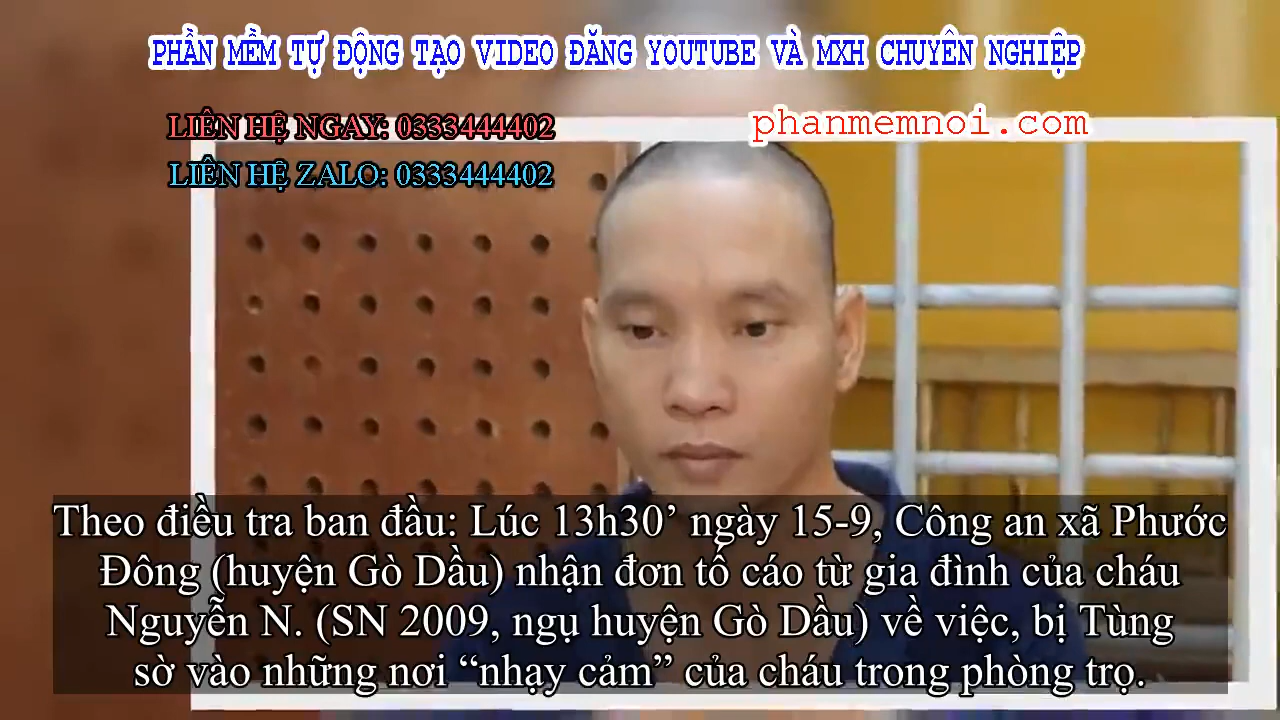 PHẦN MỀM TỰ ĐỘNG TẠO VIDEO ĐĂNG YOUTUBE VÀ MXH CHUYÊN NGHIỆP
LIÊN HỆ NGAY: 0333444402
phanmemnoi.com
LIÊN HỆ ZALO: 0333444402
Theo điều tra ban đầu: Lúc 13h30’ ngày 15-9, Công an xã Phước
Đông (huyện Gò Dầu) nhận đơn tố cáo từ gia đình của cháu
Nguyễn N. (SN 2009, ngụ huyện Gò Dầu) về việc, bị Tùng
sờ vào những nơi “nhạy cảm” của cháu trong phòng trọ.